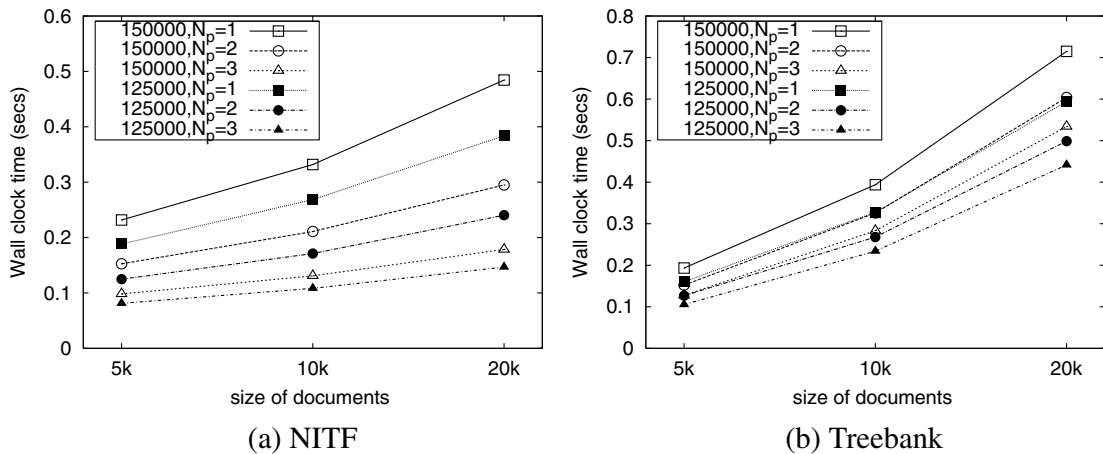 0.6
0.5
0.4
0.3
0.2
0.1
0
Wall clock time (secs)
150000,Np=1
150000,Np=2
150000,Np=3
125000,Np=1
125000,Np=2
125000,Np=3
5k
10k
20k
size of documents
(a) NITF
0.8
0.7
0.6
0.5
0.4
0.3
0.2
0.1
0
Wall clock time (secs)
150000,Np=1
150000,Np=2
150000,Np=3
125000,Np=1
125000,Np=2
125000,Np=3
5k
10k
20k
size of documents
(b) Treebank